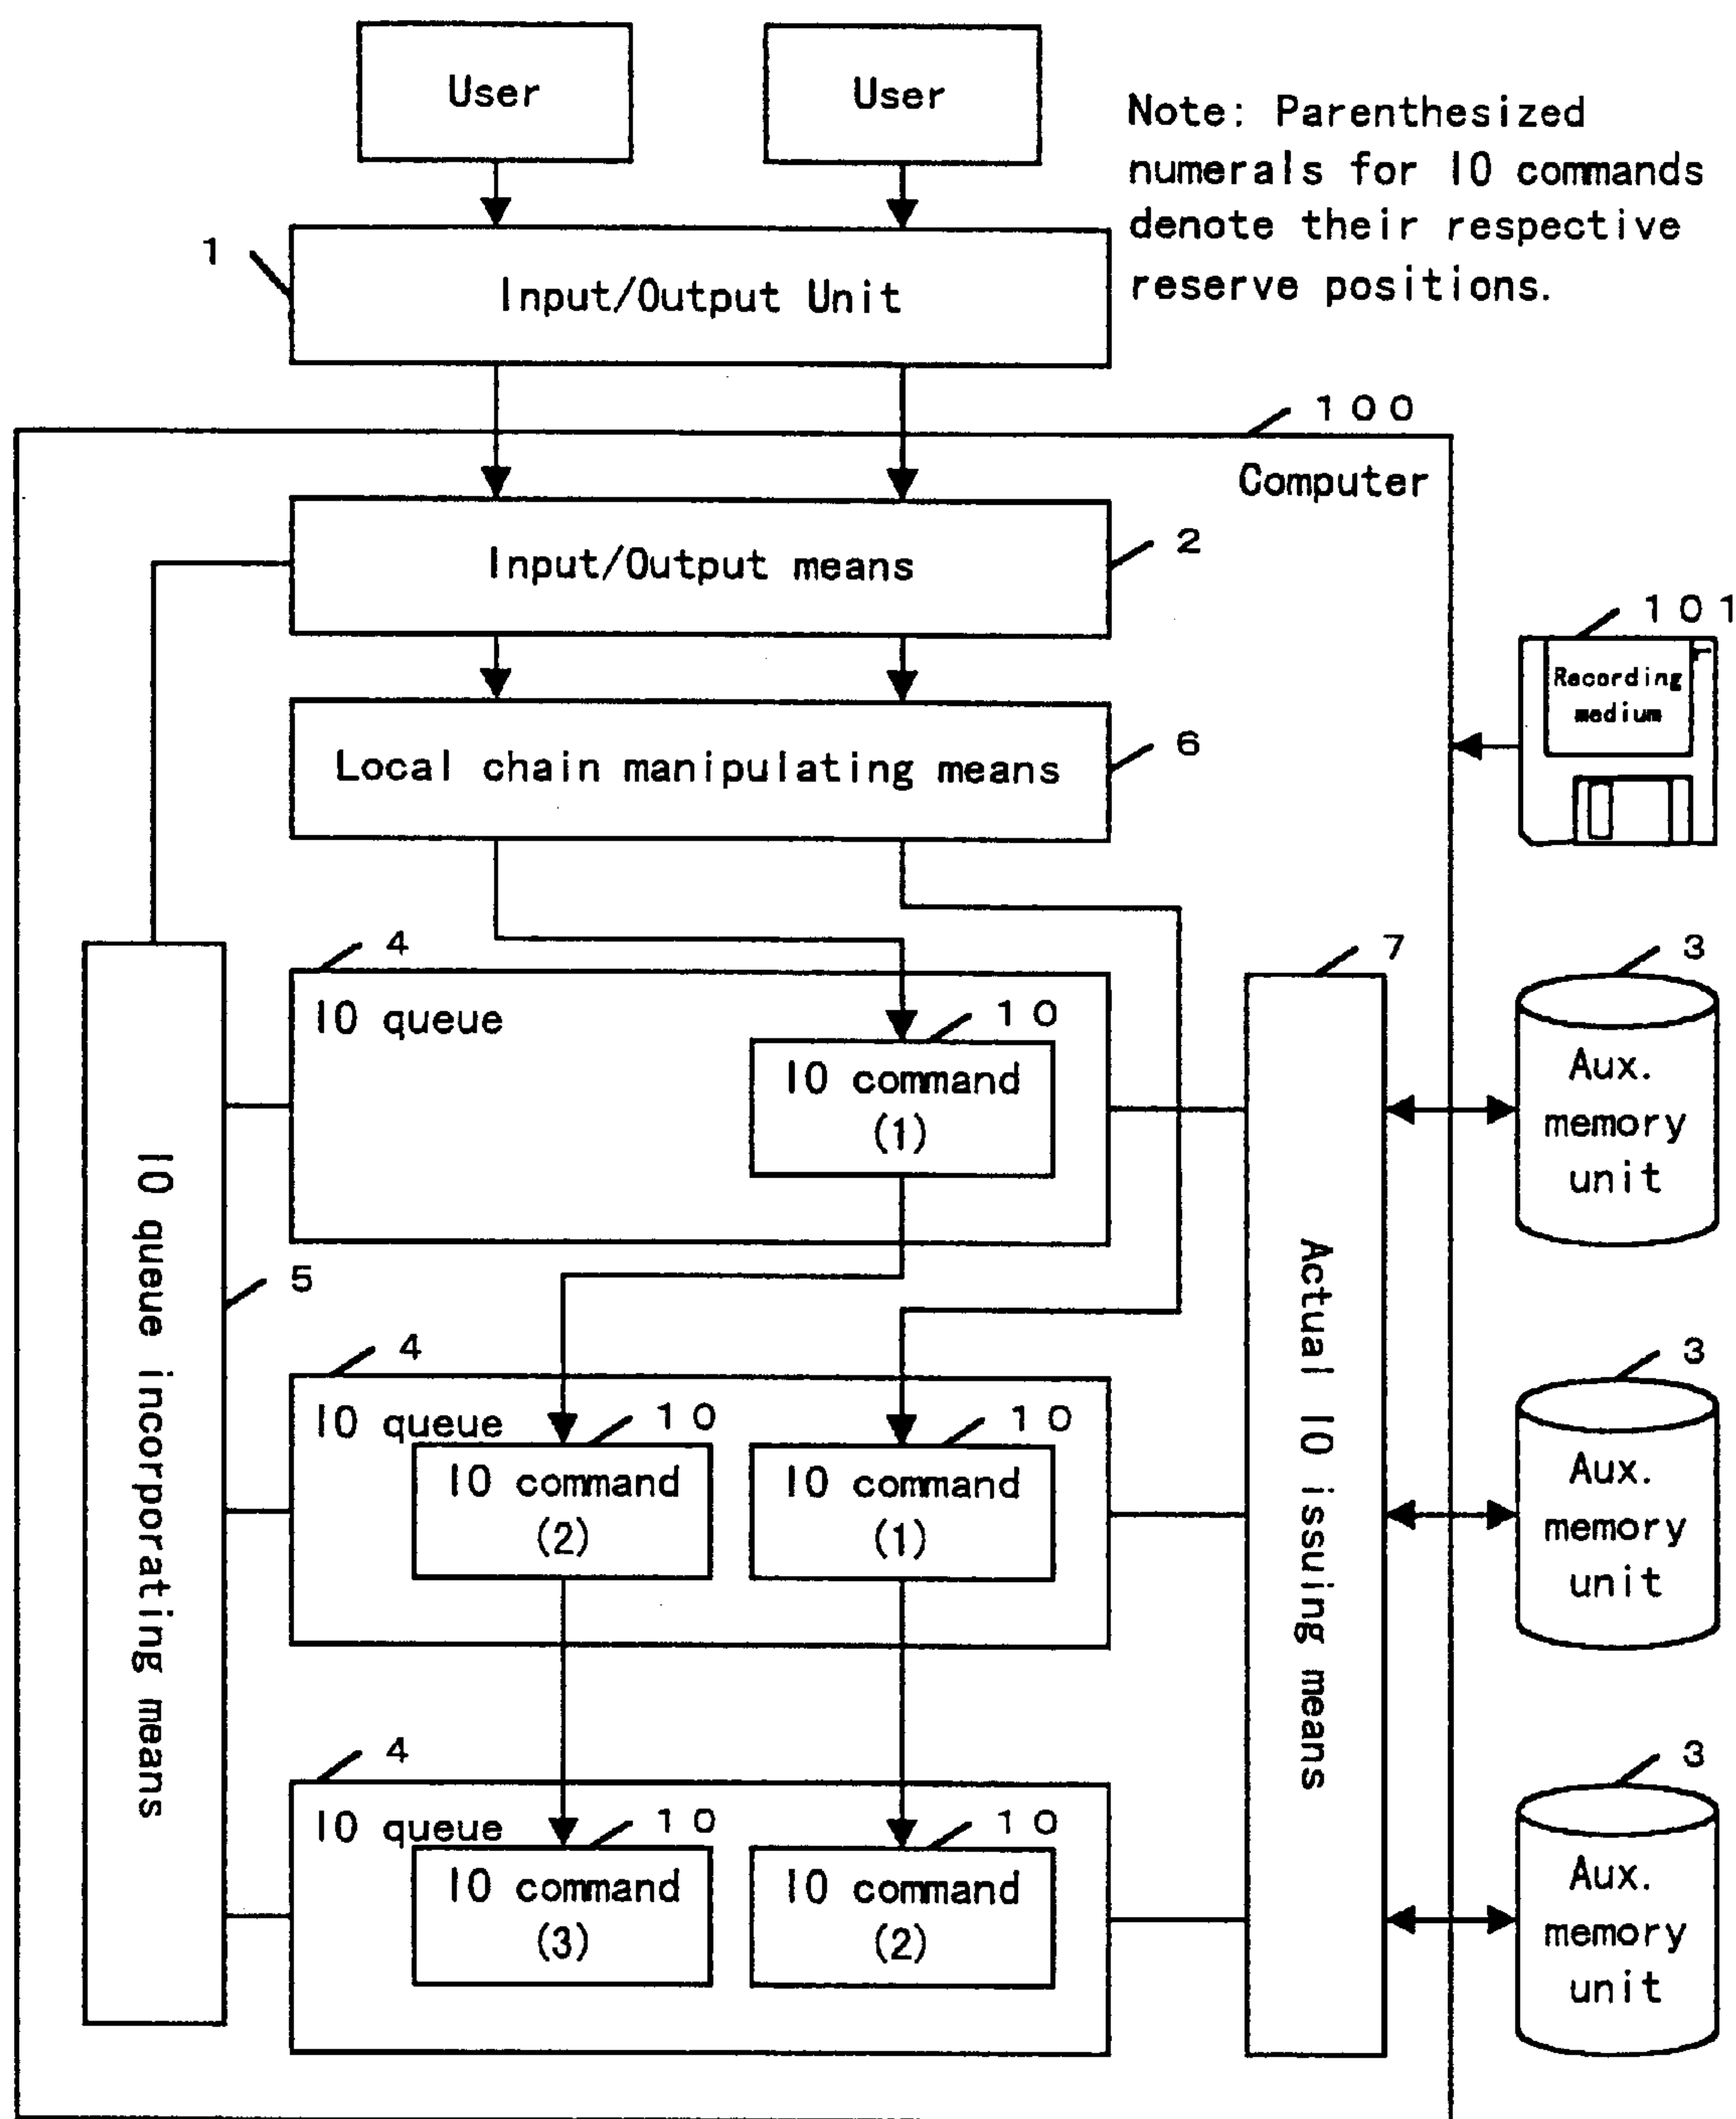 User
User
Note: Parenthesized
numerals for IO commands
denote their respective
reserve positions.
1
Input/Output Unit
100
Computer
Input/Output means
2
101
Recording
medium
Local chain manipulating means
6
4
7
3
IO queue
10
IO command
(1)
Aux.
memory
unit
IO queue incorporating means
5
Actual IO issuing means
4
3
IO queue
10
10
IO command
(2)
IO command
(1)
Aux.
memory
unit
4
3
IO queue
10
10
IO command
(3)
IO command
(2)
Aux.
memory
unit